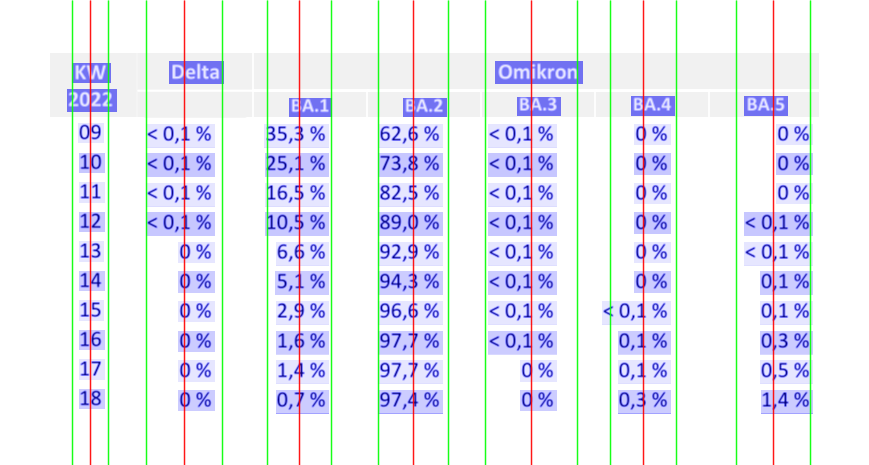 KW Delta Omikron
2022 BA.1 BA.2 BA.3 BA.4 BA.5
09 < 0,1 % 35,3 % 62,6 % < 0,1 % 0 % 0 %
10 < 0,1 % 25,1 % 73,8 % < 0,1 % 0 % 0 %
11 < 0,1 % 16,5 % 82,5 % < 0,1 % 0 % 0 %
12 < 0,1 % 10,5 % 89,0 % < 0,1 % 0 % < 0,1 %
13 0 % 6,6 % 92,9 % < 0,1 % 0 % < 0,1 %
14 0 % 5,1 % 94,3 % < 0,1 % 0 % 0,1 %
15 0 % 2,9 % 96,6 % < 0,1 % < 0,1 % 0,1 %
16 0 % 1,6 % 97,7 % < 0,1 % 0,1 % 0,3 %
17 0 % 1,4 % 97,7 % 0 % 0,1 % 0,5 %
18 0 % 0,7 % 97,4 % 0 % 0,3 % 1,4 %